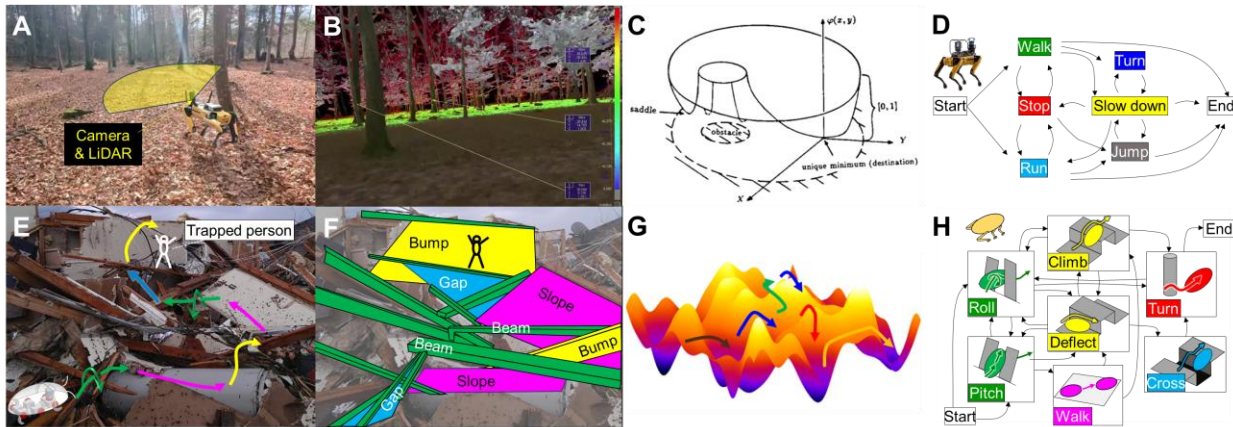 A
Camera
& LiDAR
B
C
φ(x, y)
saddle
[0, 1]
obstacle
Y
unique minimum (destination)
X
D
Walk
Turn
Start
Stop
Slow down
End
Jump
Run
E
Trapped person
F
Bump
Gap
Slope
Beam
Beam
Bump
Slope
Gap
G
H
End
Climb
Roll
Turn
Deflect
Pitch
Cross
Walk
Start